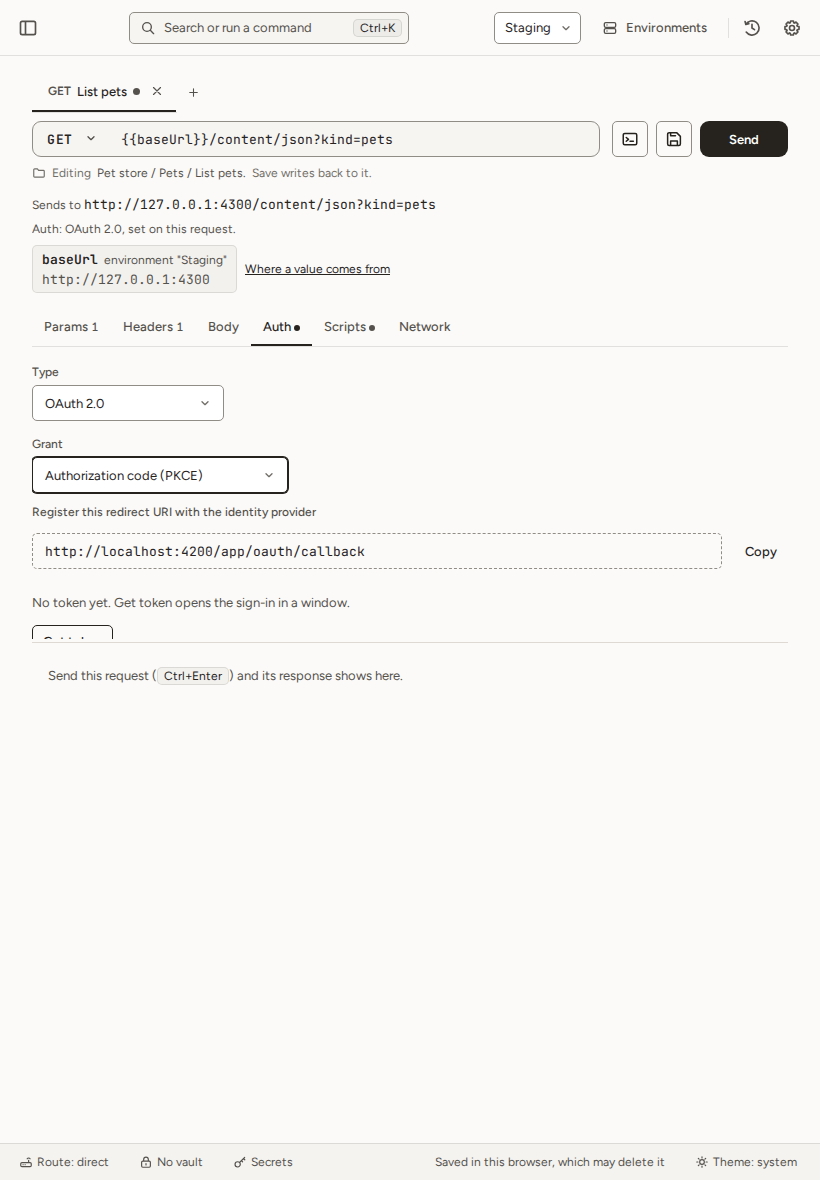 Search or run a command Ctrl+K Staging Environments
GET List pets
GET {{baseUrl}}/content/json?kind=pets Send
Editing Pet store / Pets / List pets. Save writes back to it.
Sends to http://127.0.0.1:4300/content/json?kind=pets
Auth: OAuth 2.0, set on this request.
baseUrl environment "Staging"
http://127.0.0.1:4300
Where a value comes from
Params 1 Headers 1 Body Auth Scripts Network
Type
OAuth 2.0
Grant
Authorization code (PKCE)
Register this redirect URI with the identity provider
http://localhost:4200/app/oauth/callback Copy
No token yet. Get token opens the sign-in in a window.
Send this request (Ctrl+Enter) and its response shows here.
Route: direct No vault Secrets Saved in this browser, which may delete it Theme: system